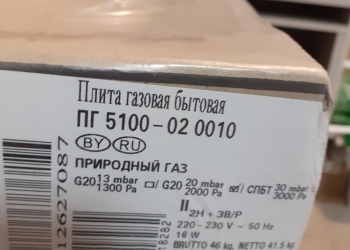 Плита газовая бытовая
ПГ 5100-02 0010
BY RU
ПРИРОДНЫЙ ГАЗ
G20 13 mbar 1300 Pa / G20 20 mbar 2000 Pa СПБТ 30 mbar 3000 Pa
II2H + 3B/P
220-230 V ~ 50 Hz
16 W
BRUTTO 46 kg, NETTO 41.5 kg
12627087
18282